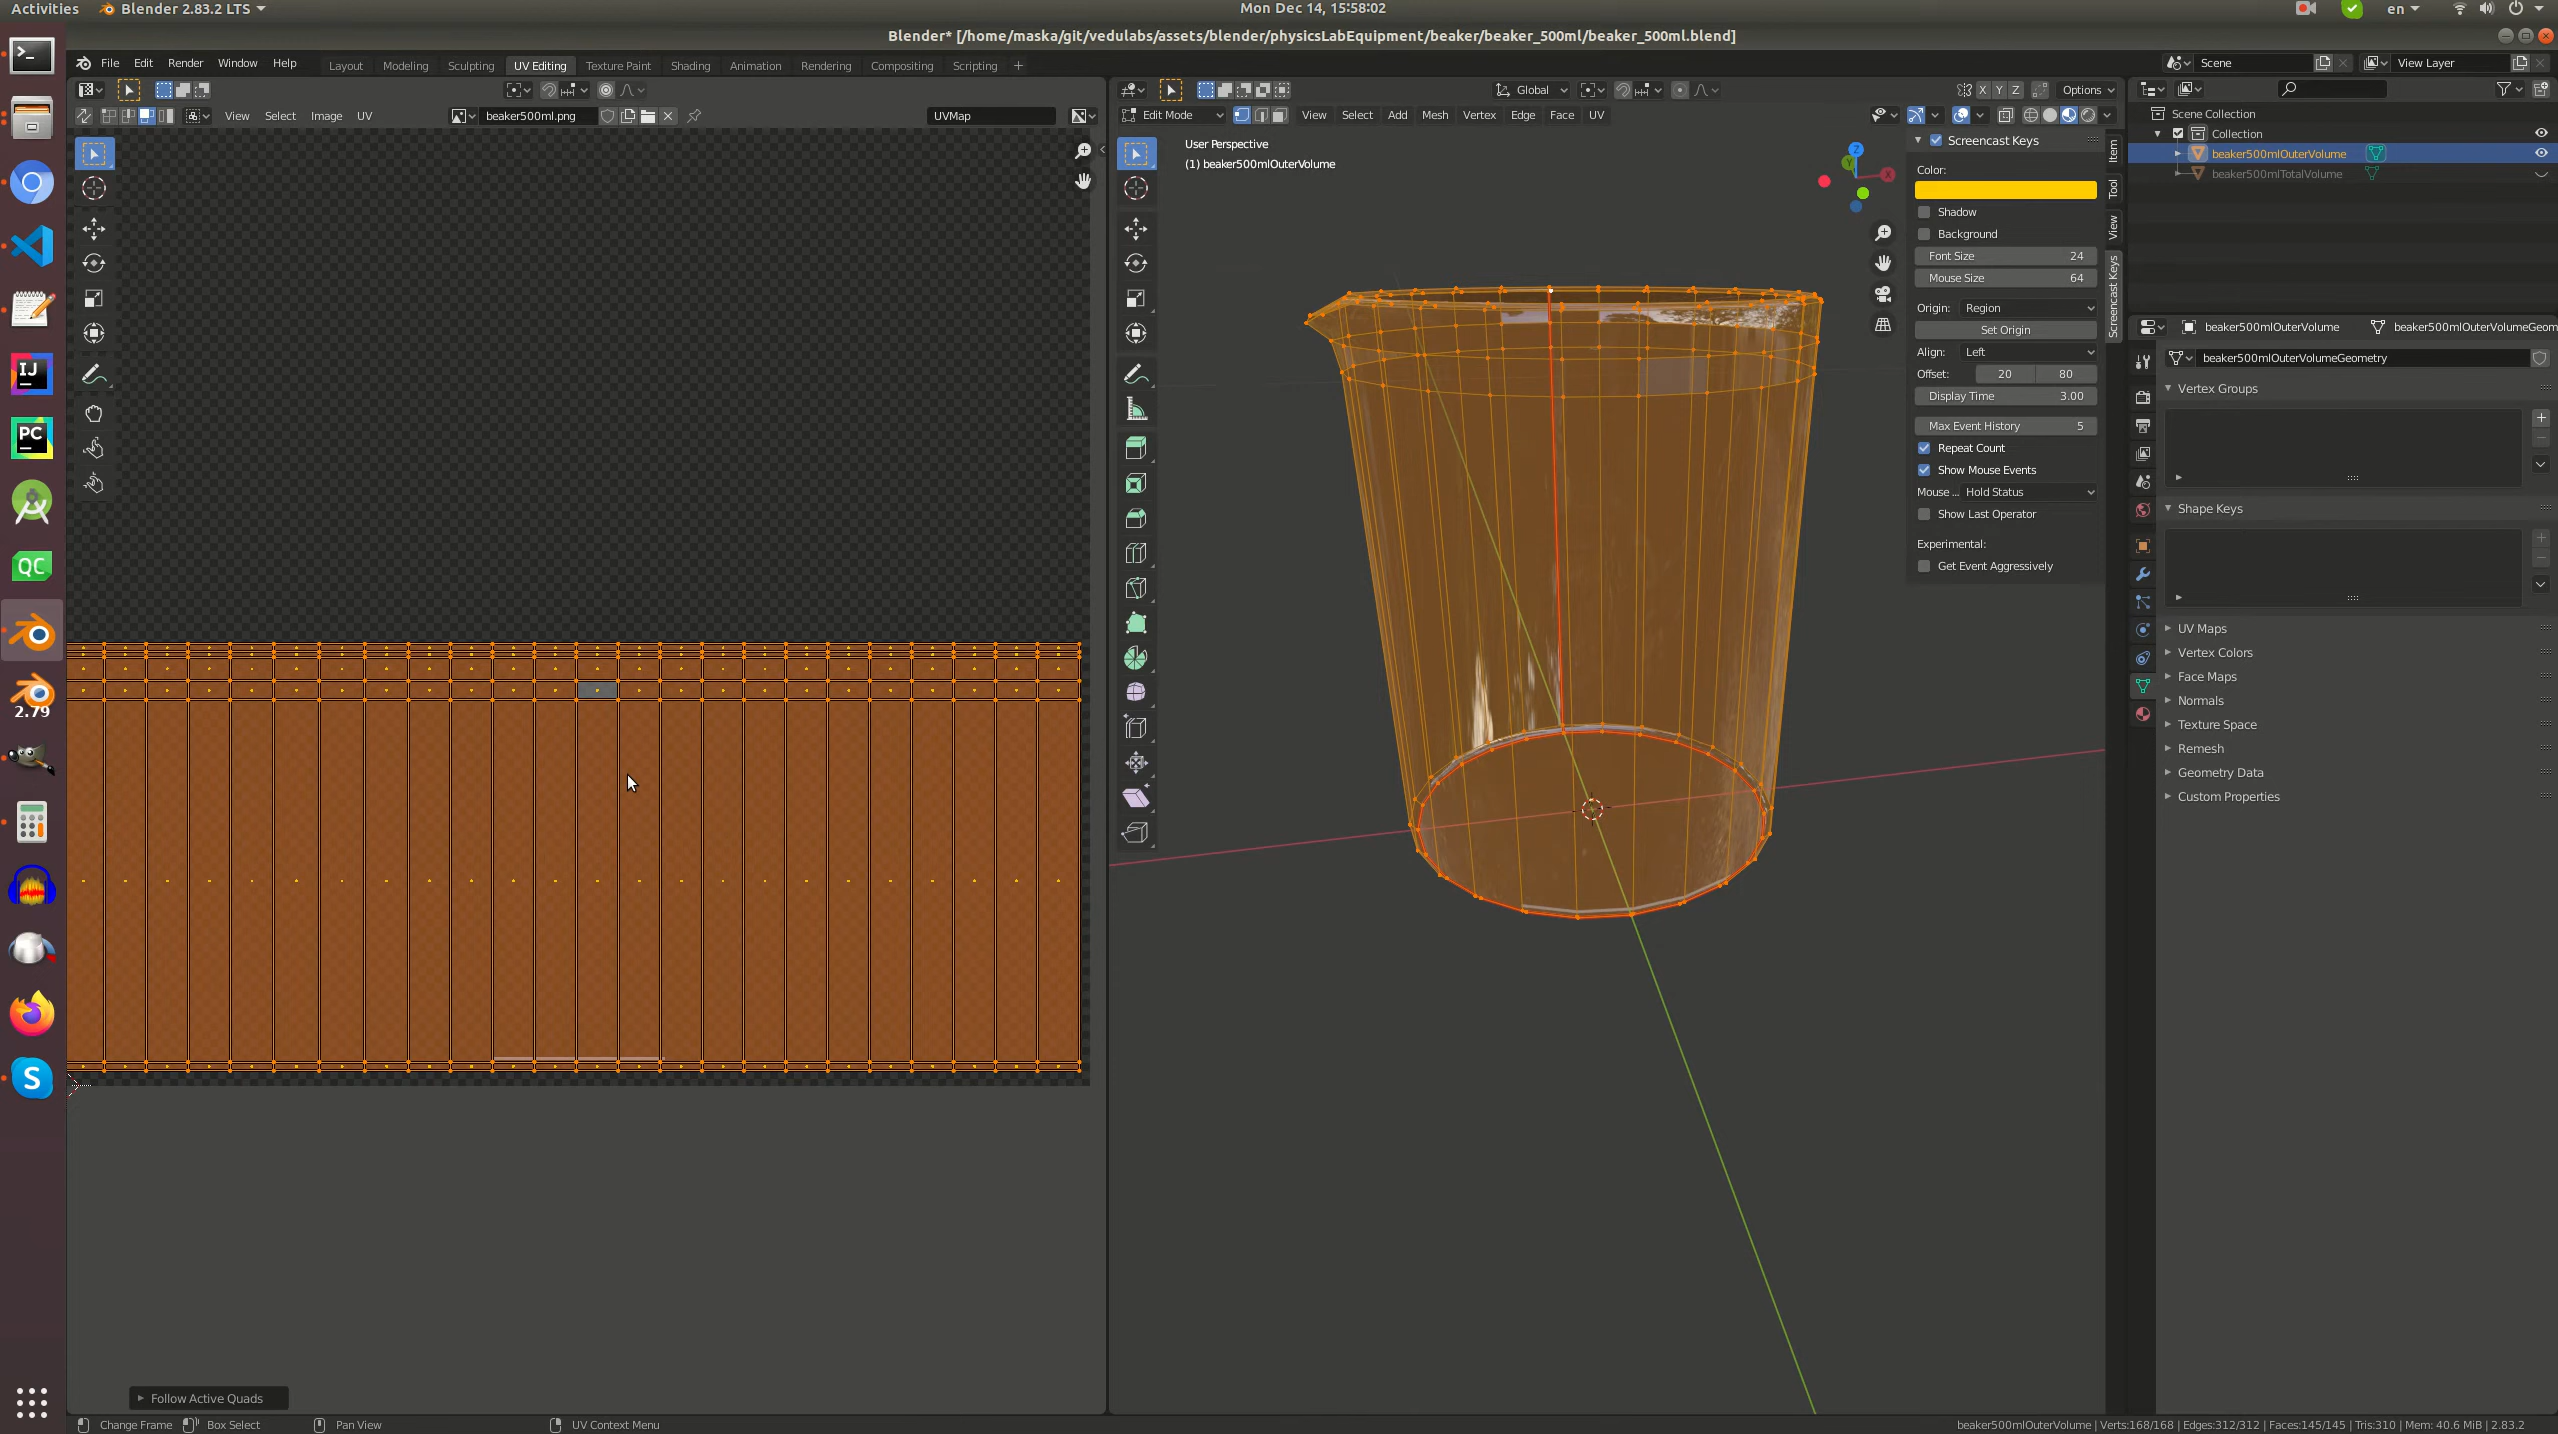 Activities
Blender 2.83.2 LTS
Mon Dec 14, 15:58:02
en
Blender* [/home/maska/git/vedulabs/assets/blender/physicsLabEquipment/beaker/beaker_500ml/beaker_500ml.blend]
File Edit Render Window Help
Layout Modeling Sculpting UV Editing Texture Paint Shading Animation Rendering Compositing Scripting +
Scene
View Layer
Global
X Y Z
Options
View Select Image UV
beaker500ml.png
UVMap
Edit Mode
View Select Add Mesh Vertex Edge Face UV
Scene Collection
Collection
beaker500mlOuterVolume
beaker500mlTotalVolume
User Perspective
(1) beaker500mlOuterVolume
Z
Y
X
Screencast Keys
Color:
Shadow
Background
Font Size 24
Mouse Size 64
Origin: Region
Set Origin
Align: Left
Offset: 20 80
Display Time 3.00
Max Event History 5
Repeat Count
Show Mouse Events
Mouse ... Hold Status
Show Last Operator
Experimental:
Get Event Aggressively
Item
Tool
View
Screencast Keys
beaker500mlOuterVolume
beaker500mlOuterVolumeGeom
beaker500mlOuterVolumeGeometry
Vertex Groups
Shape Keys
UV Maps
Vertex Colors
Face Maps
Normals
Texture Space
Remesh
Geometry Data
Custom Properties
IJ
PC
QC
2.79
S
Follow Active Quads
Change Frame
Box Select
Pan View
UV Context Menu
beaker500mlOuterVolume | Verts:168/168 | Edges:312/312 | Faces:145/145 | Tris:310 | Mem: 40.6 MiB | 2.83.2